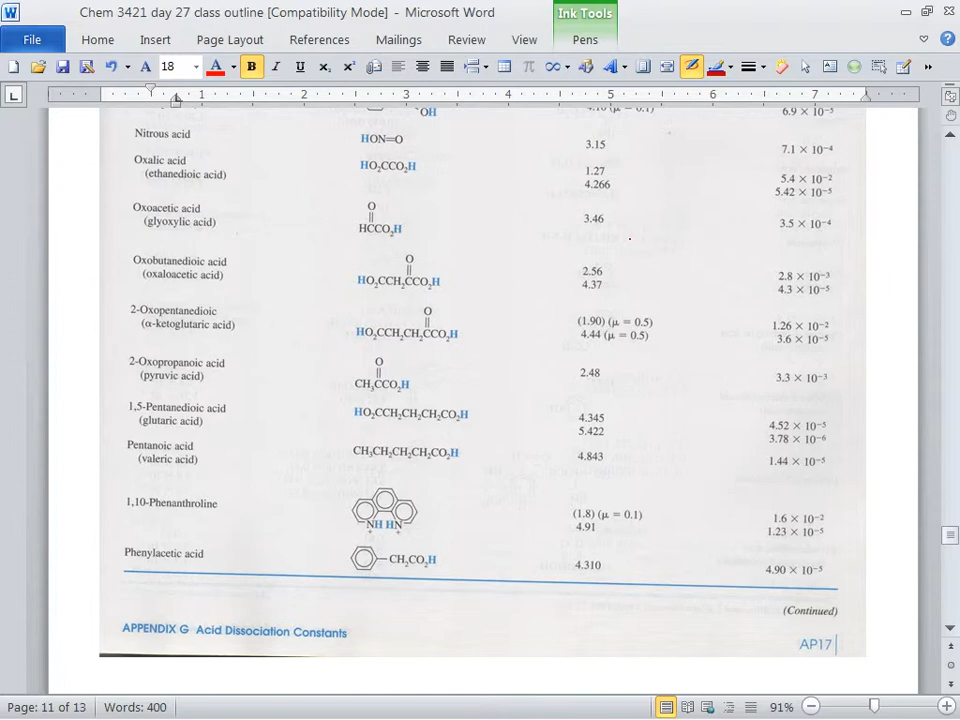 Chem 3421 day 27 class outline [Compatibility Mode] - Microsoft Word
Ink Tools
File Home Insert Page Layout References Mailings Review View Pens
18
1 2 3 4 5 6 7
OH
6.9 × 10⁻⁵
Nitrous acid HON=O 3.15 7.1 × 10⁻⁴
Oxalic acid HO₂CCO₂H 1.27 5.4 × 10⁻²
(ethanedioic acid) 4.266 5.42 × 10⁻⁵
Oxoacetic acid O 3.46 3.5 × 10⁻⁴
(glyoxylic acid) HCCO₂H
Oxobutanedioic acid O 2.56 2.8 × 10⁻³
(oxaloacetic acid) HO₂CCH₂CCO₂H 4.37 4.3 × 10⁻⁵
2-Oxopentanedioic O (1.90) (μ = 0.5) 1.26 × 10⁻²
(α-ketoglutaric acid) HO₂CCH₂CH₂CCO₂H 4.44 (μ = 0.5) 3.6 × 10⁻⁵
2-Oxopropanoic acid O 2.48 3.3 × 10⁻³
(pyruvic acid) CH₃CCO₂H
1,5-Pentanedioic acid HO₂CCH₂CH₂CH₂CO₂H 4.345 4.52 × 10⁻⁵
(glutaric acid) 5.422 3.78 × 10⁻⁶
Pentanoic acid CH₃CH₂CH₂CH₂CO₂H 4.843 1.44 × 10⁻⁵
(valeric acid)
1,10-Phenanthroline (1.8) (μ = 0.1) 1.6 × 10⁻²
NH HN 4.91 1.23 × 10⁻⁵
+ +
Phenylacetic acid CH₂CO₂H 4.310 4.90 × 10⁻⁵
(Continued)
APPENDIX G Acid Dissociation Constants AP17
Page: 11 of 13 Words: 400 91%